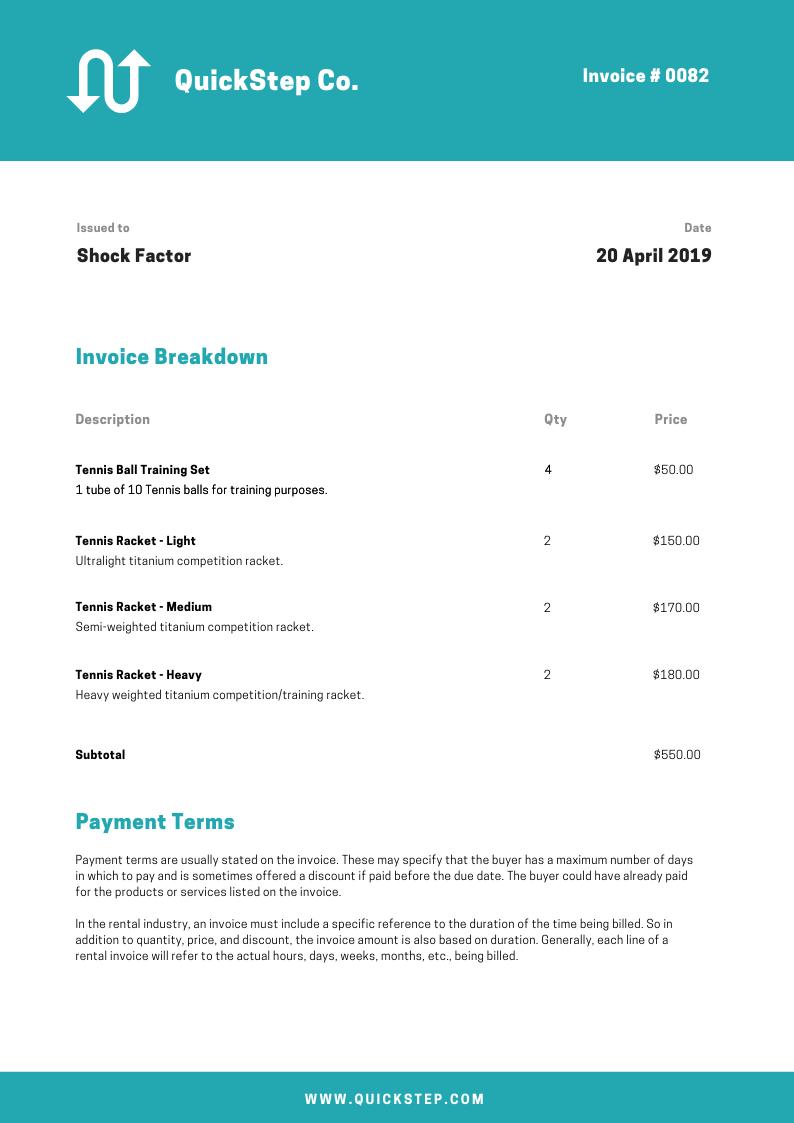 QuickStep Co.
Invoice # 0082
Issued to
Date
Shock Factor
20 April 2019
Invoice Breakdown
Description Qty Price
Tennis Ball Training Set 4 $50.00
1 tube of 10 Tennis balls for training purposes.
Tennis Racket - Light 2 $150.00
Ultralight titanium competition racket.
Tennis Racket - Medium 2 $170.00
Semi-weighted titanium competition racket.
Tennis Racket - Heavy 2 $180.00
Heavy weighted titanium competition/training racket.
Subtotal $550.00
Payment Terms
Payment terms are usually stated on the invoice. These may specify that the buyer has a maximum number of days
in which to pay and is sometimes offered a discount if paid before the due date. The buyer could have already paid
for the products or services listed on the invoice.
In the rental industry, an invoice must include a specific reference to the duration of the time being billed. So in
addition to quantity, price, and discount, the invoice amount is also based on duration. Generally, each line of a
rental invoice will refer to the actual hours, days, weeks, months, etc., being billed.
WWW.QUICKSTEP.COM